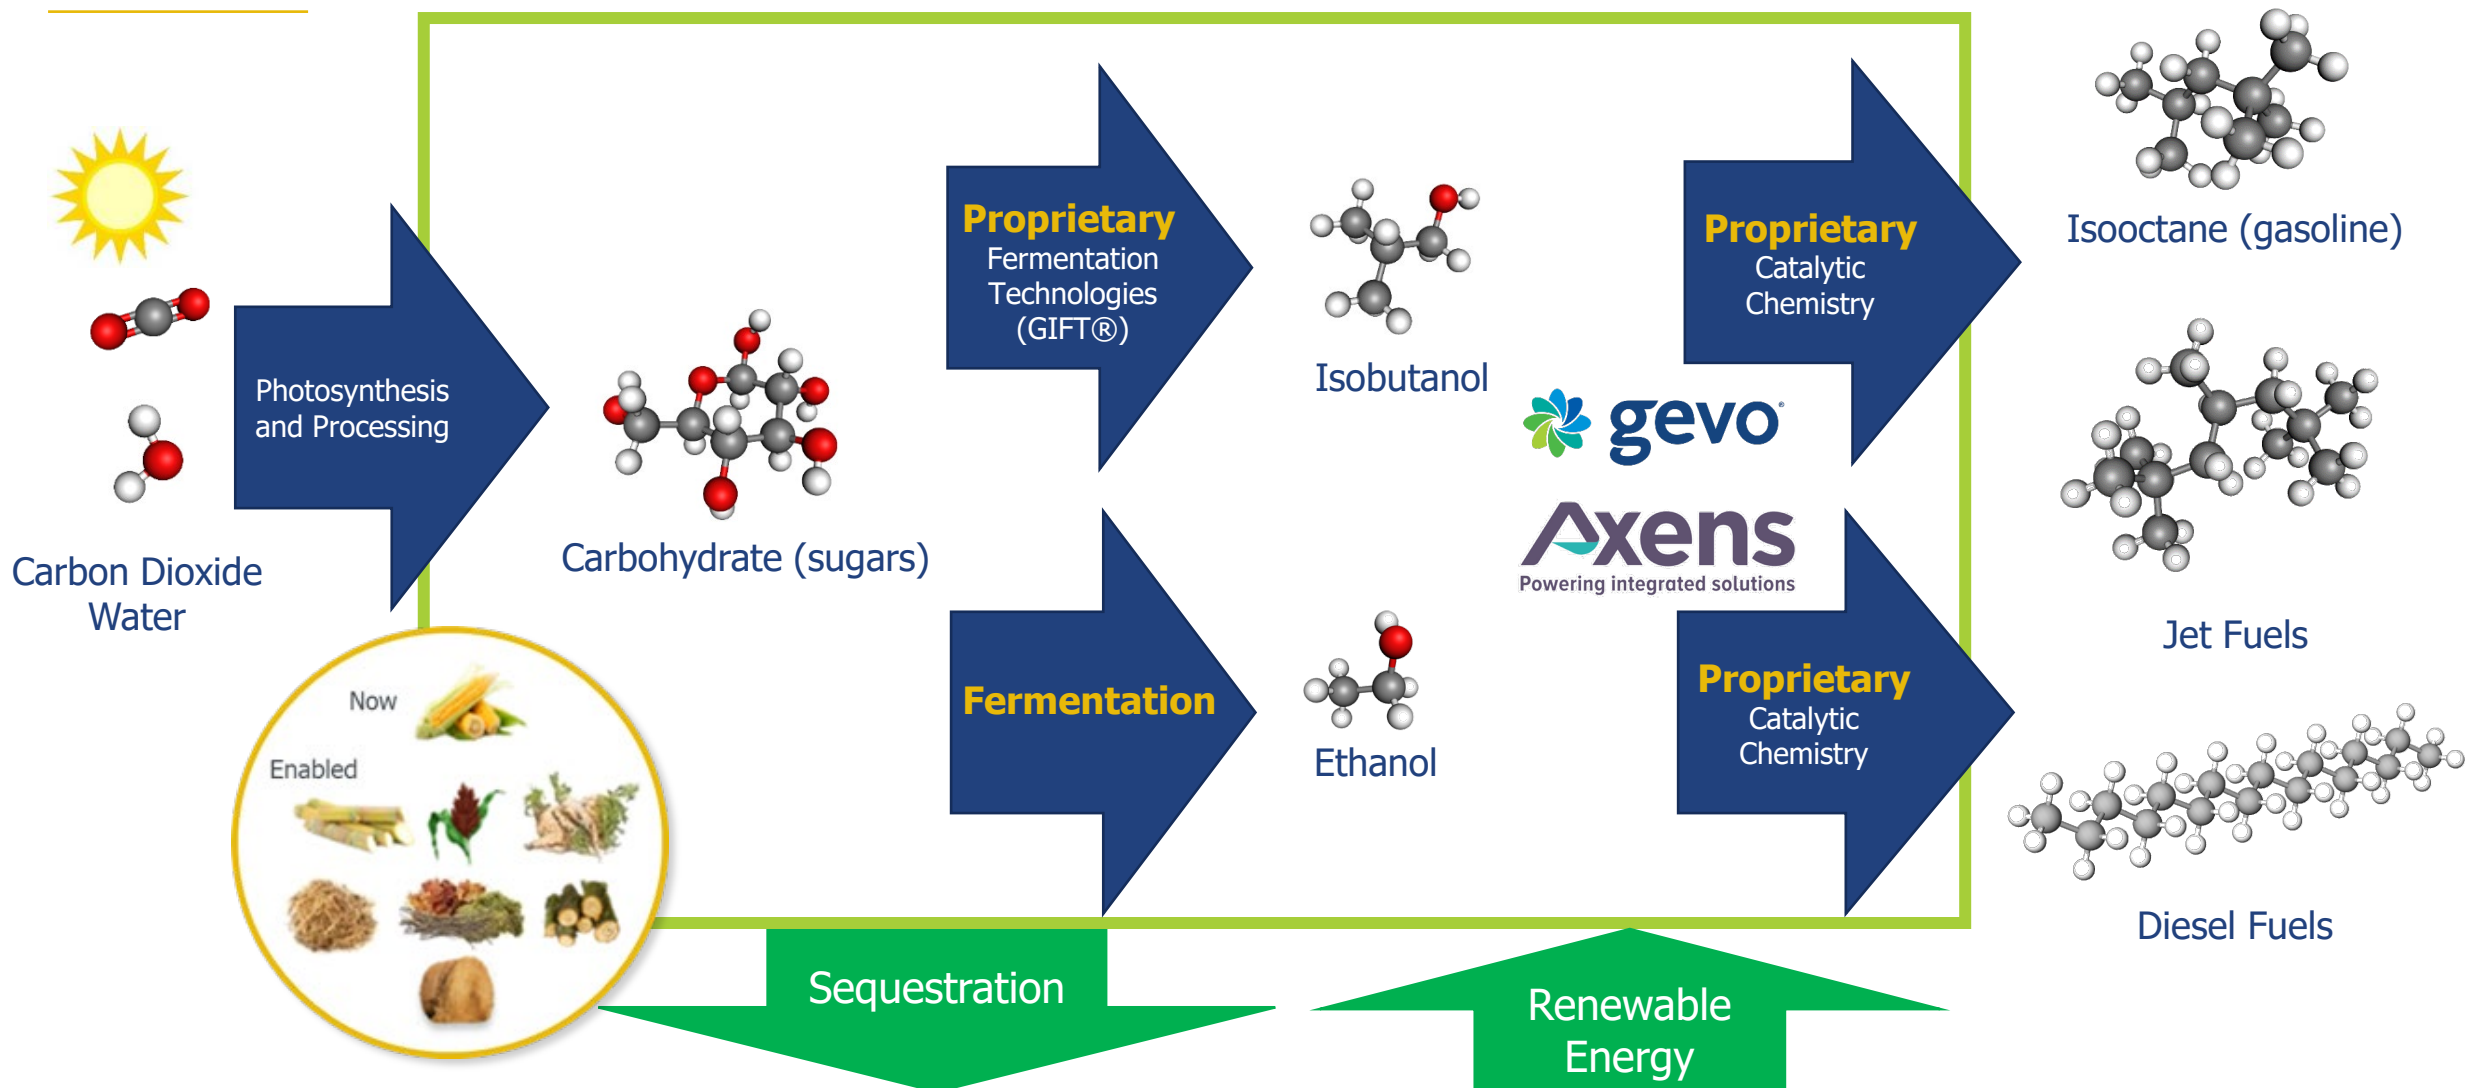 Carbon Dioxide
Water
Photosynthesis
and Processing
Now
Enabled
Carbohydrate (sugars)
Proprietary
Fermentation
Technologies
(GIFT®)
Fermentation
Isobutanol
Ethanol
gevo®
Axens
Powering integrated solutions
Proprietary
Catalytic
Chemistry
Proprietary
Catalytic
Chemistry
Isooctane (gasoline)
Jet Fuels
Diesel Fuels
Sequestration
Renewable
Energy